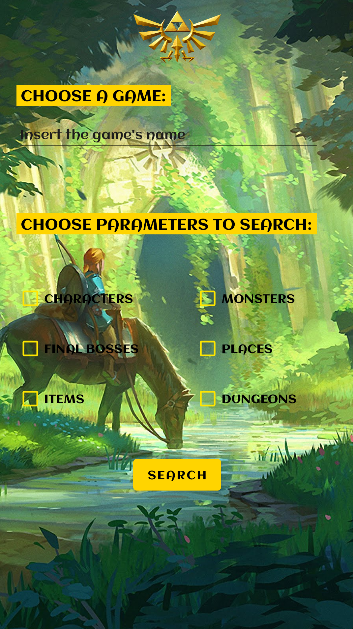 CHOOSE A GAME:
Insert the game's name
CHOOSE PARAMETERS TO SEARCH:
CHARACTERS
MONSTERS
FINAL BOSSES
PLACES
ITEMS
DUNGEONS
SEARCH